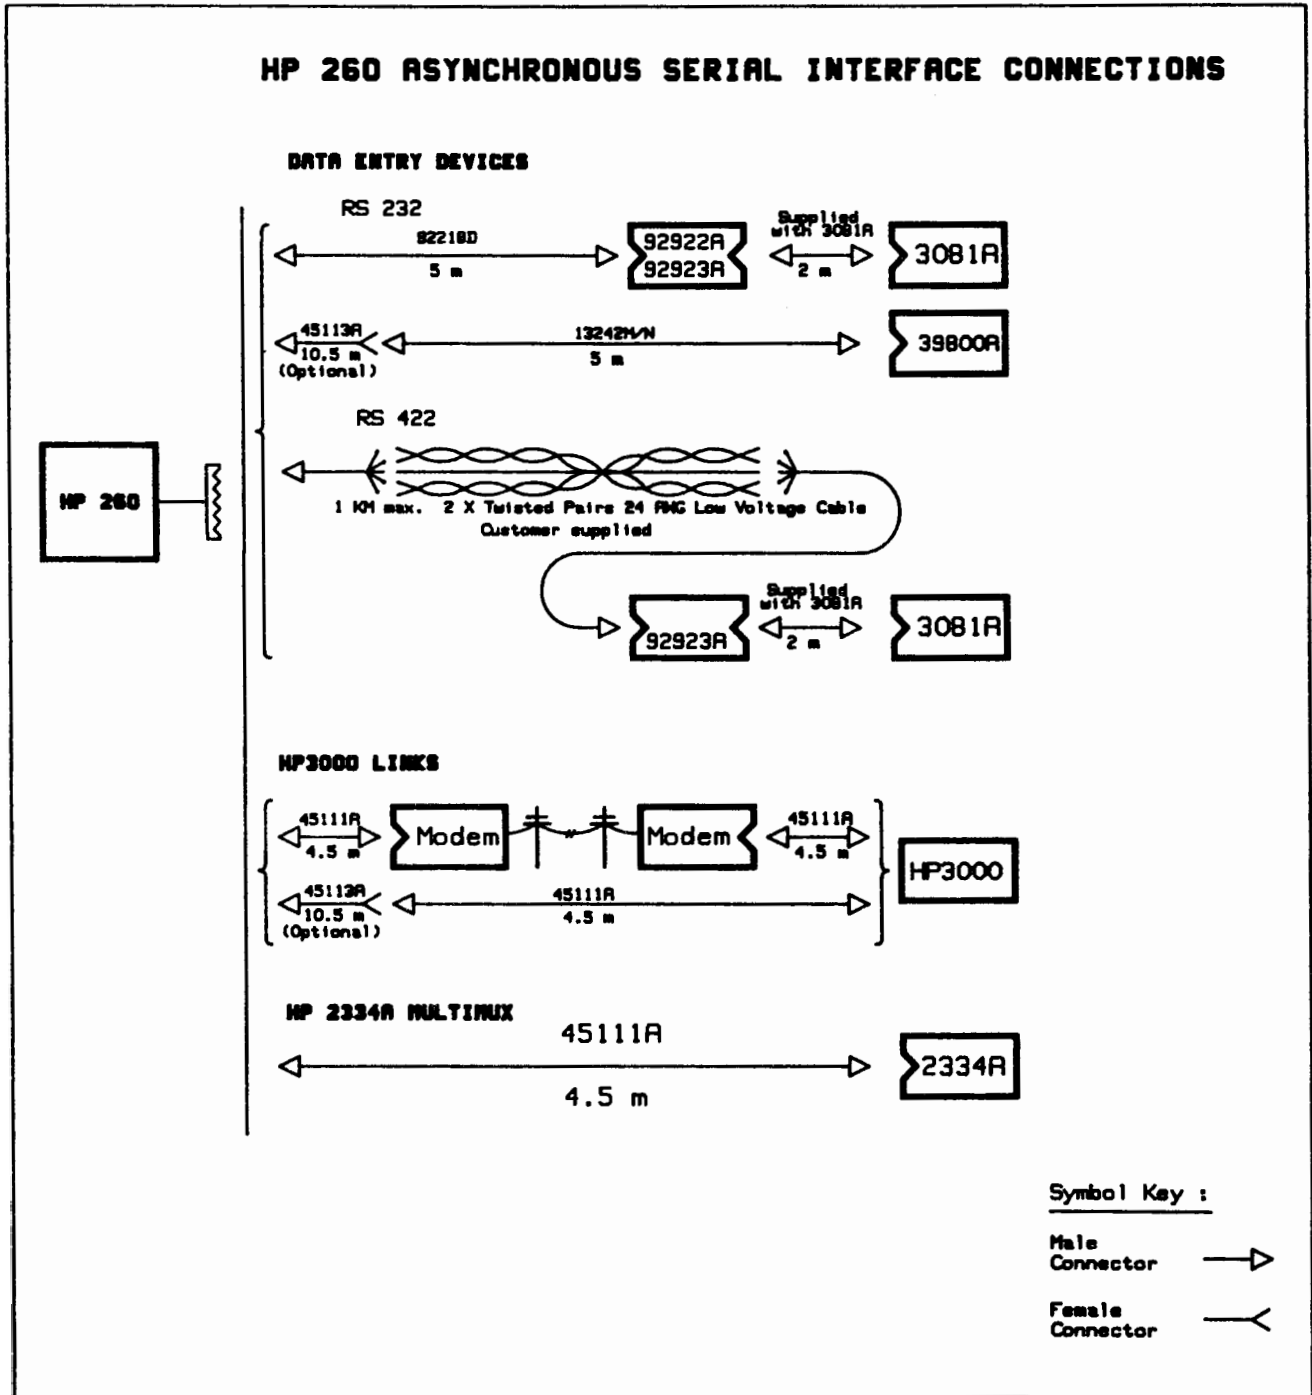 HP 260 ASYNCHRONOUS SERIAL INTERFACE CONNECTIONS
DATA ENTRY DEVICES
RS 232
82218D
5 m
92922A
92923A
Supplied
with 3081A
2 m
3081A
45113A
10.5 m
(Optional)
13242M/N
5 m
39800A
RS 422
HP 260
1 KM max. 2 X Twisted Pairs 24 AWG Low Voltage Cable
Customer supplied
92923A
Supplied
with 3081A
2 m
3081A
HP3000 LINKS
45111A
4.5 m
Modem
Modem
45111A
4.5 m
HP3000
45113A
10.5 m
(Optional)
45111A
4.5 m
HP 2334A MULTIMUX
45111A
4.5 m
2334A
Symbol Key :
Male
Connector
Female
Connector